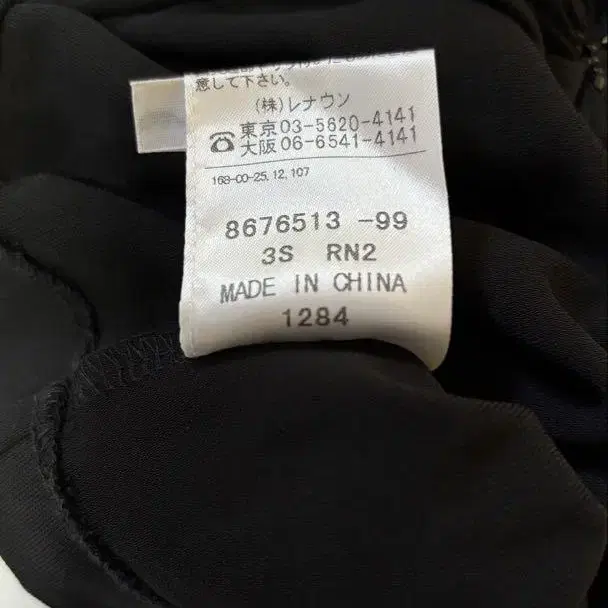 意して下さい。
(株)レナウン
☎東京03-5620-4141
大阪06-6541-4141
168-00-25,12,107
8676513 -99
3S RN2
MADE IN CHINA
1284